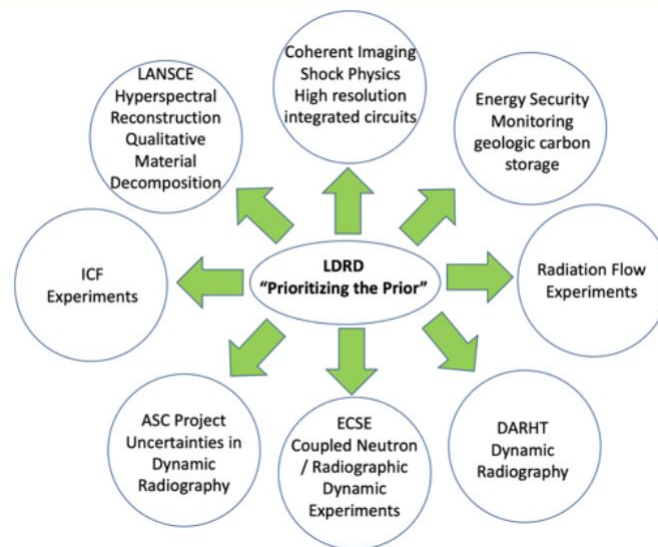 Coherent Imaging
Shock Physics
High resolution
integrated circuits
LANSCE
Hyperspectral
Reconstruction
Qualitative
Material
Decomposition
Energy Security
Monitoring
geologic carbon
storage
ICF
Experiments
LDRD
“Prioritizing the Prior”
Radiation Flow
Experiments
ASC Project
Uncertainties in
Dynamic
Radiography
ECSE
Coupled Neutron
/ Radiographic
Dynamic
Experiments
DARHT
Dynamic
Radiography